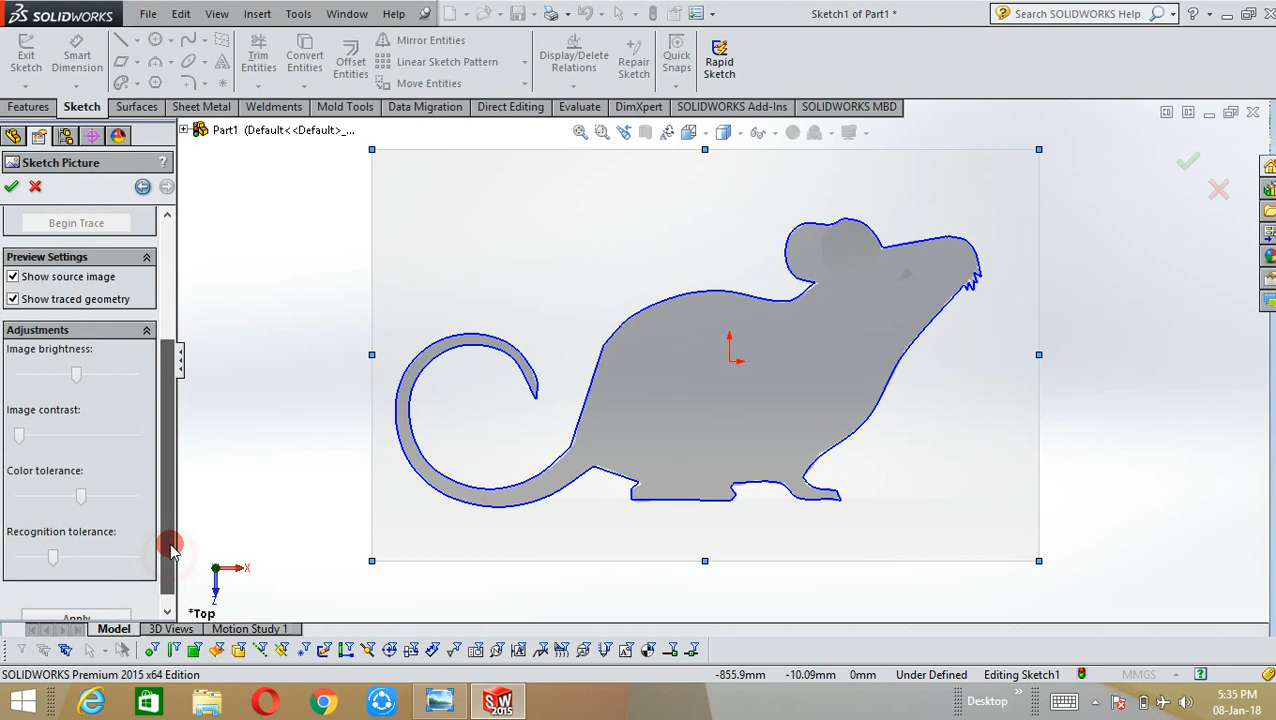 SOLIDWORKS File Edit View Insert Tools Window Help Sketch1 of Part1 * Search SOLIDWORKS Help
Exit Sketch
Smart Dimension
Trim Entities
Convert Entities
Offset Entities
Mirror Entities
Linear Sketch Pattern
Move Entities
Display/Delete Relations
Repair Sketch
Quick Snaps
Rapid Sketch
Features Sketch Surfaces Sheet Metal Weldments Mold Tools Data Migration Direct Editing Evaluate DimXpert SOLIDWORKS Add-Ins SOLIDWORKS MBD
Part1 (Default<<Default>_...
Sketch Picture ?
Begin Trace
Preview Settings
Show source image
Show traced geometry
Adjustments
Image brightness:
Image contrast:
Color tolerance:
Recognition tolerance:
Apply
X
Z
*Top
Model 3D Views Motion Study 1
SOLIDWORKS Premium 2015 x64 Edition -855.9mm -10.09mm 0mm Under Defined Editing Sketch1 MMGS
2015 Desktop 5:35 PM
08-Jan-18